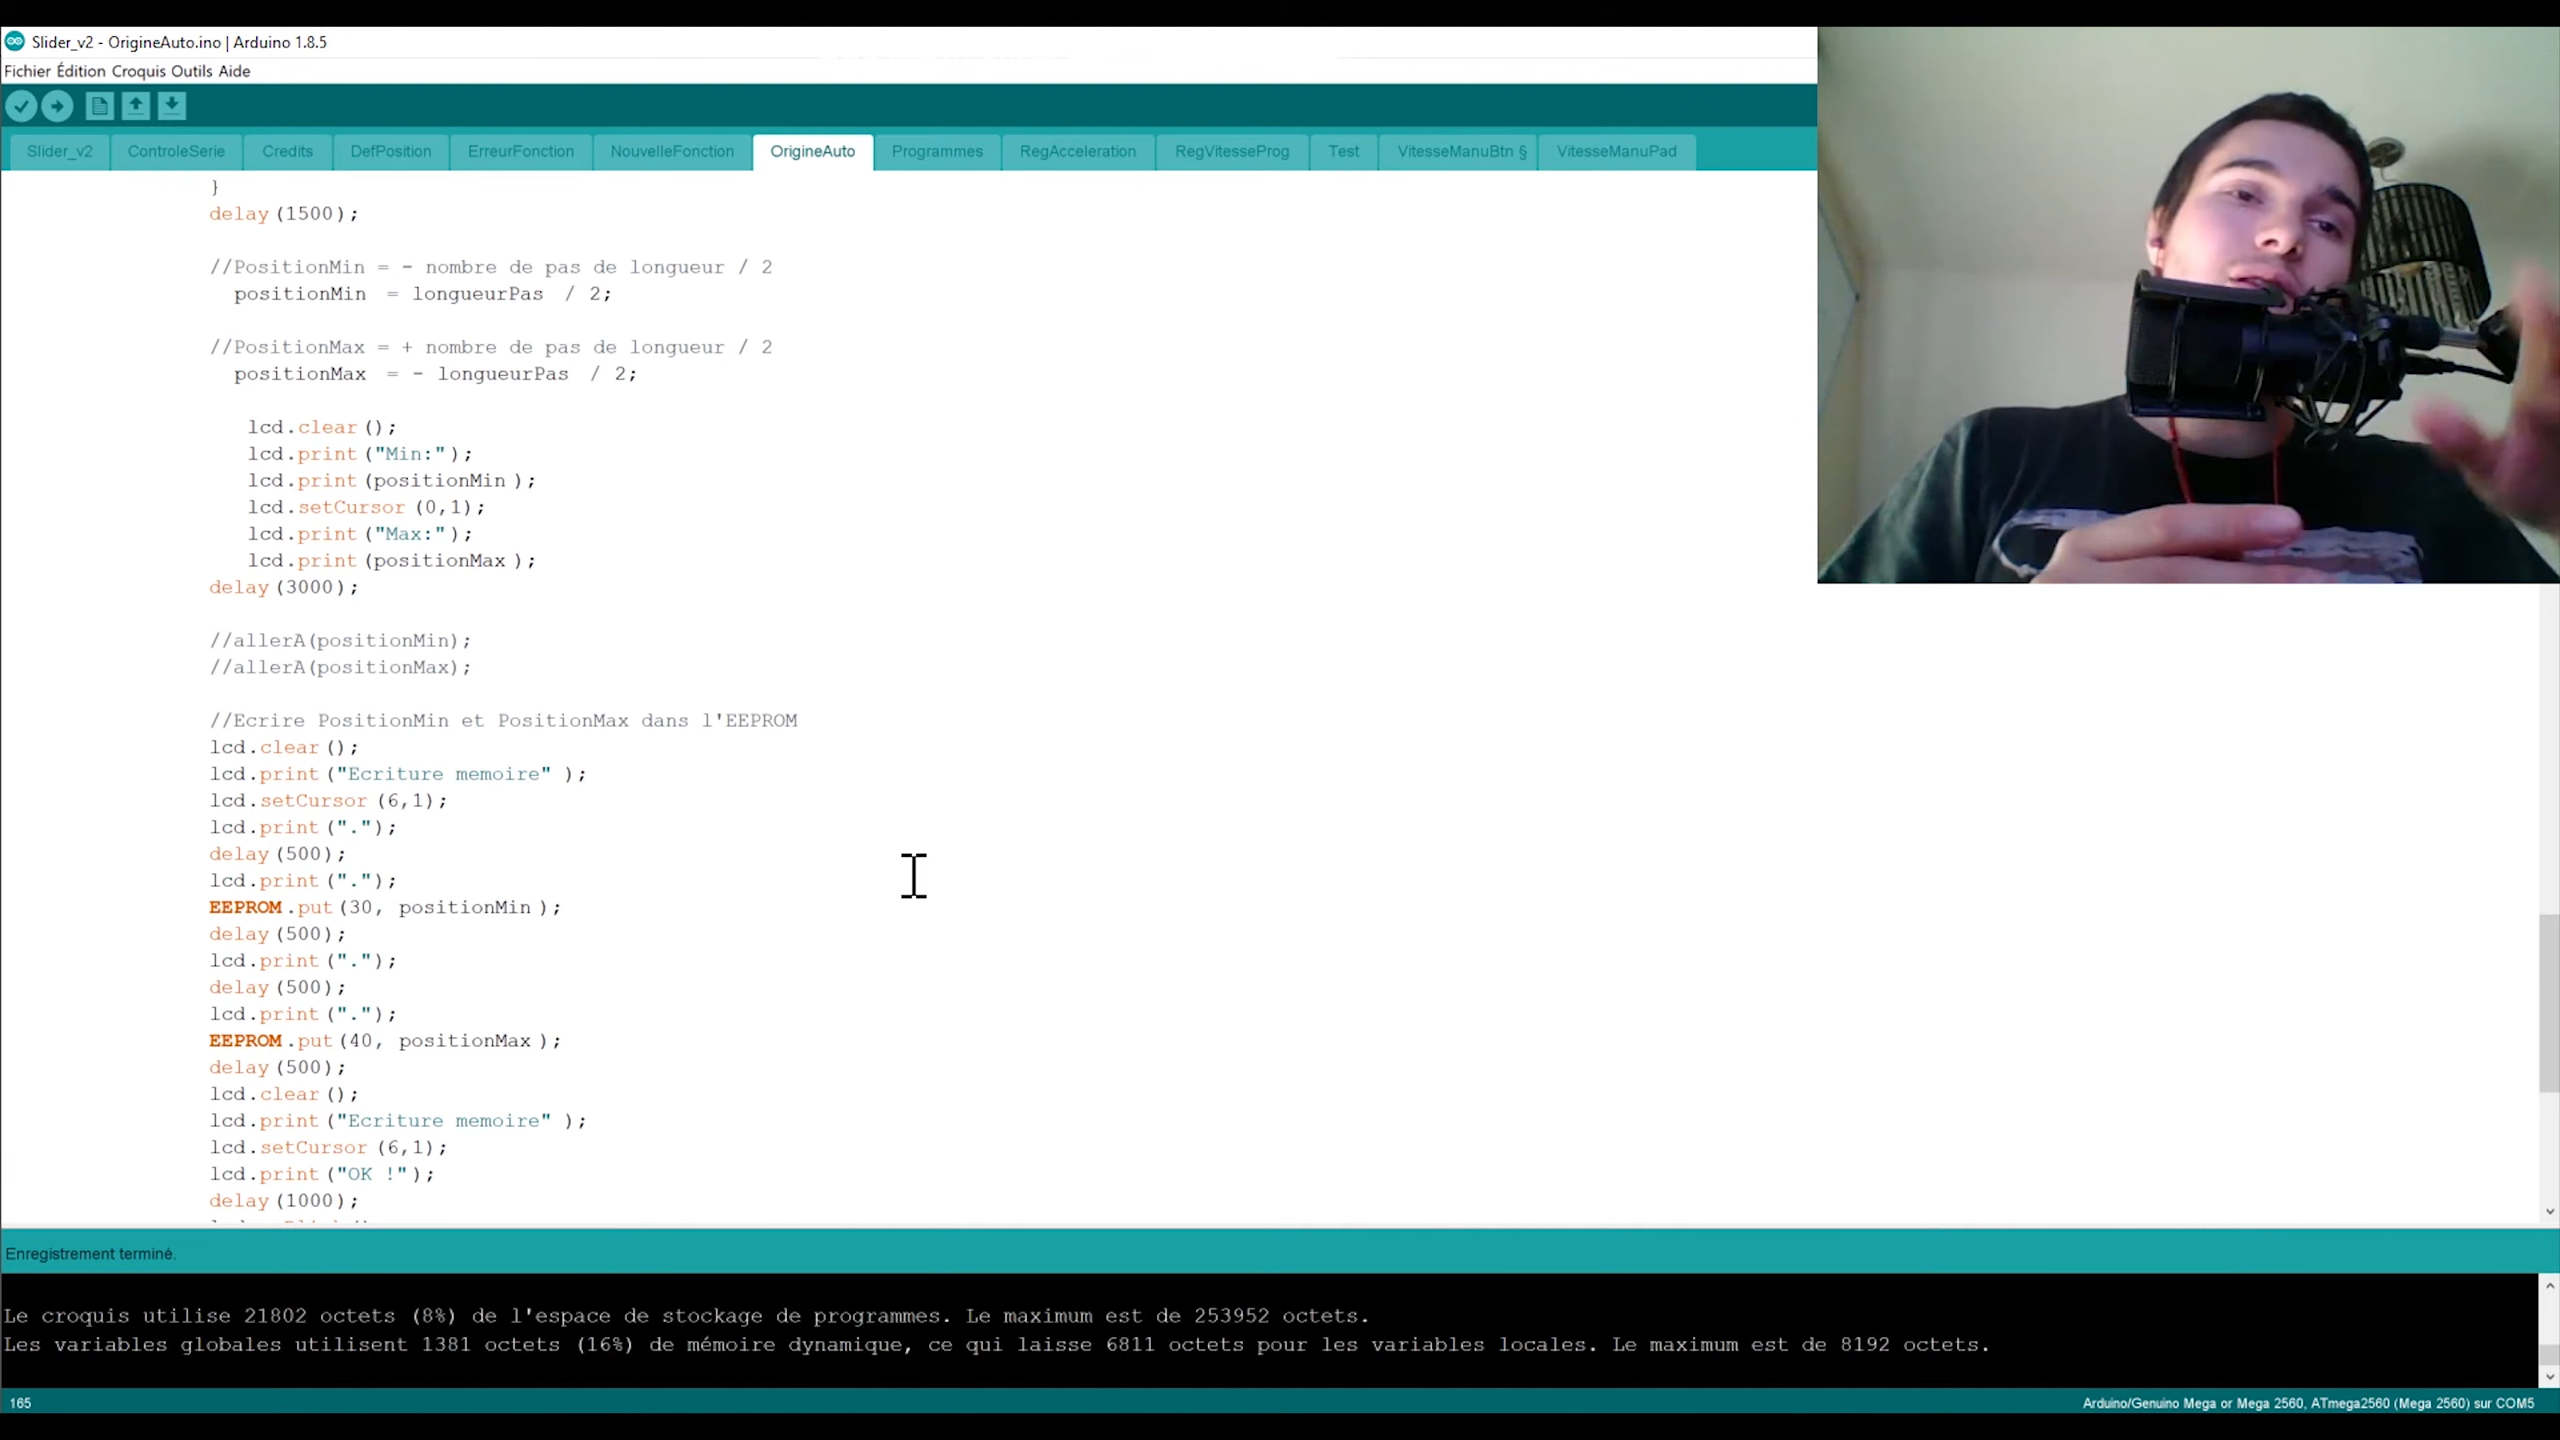 Slider_v2 - OrigineAuto.ino | Arduino 1.8.5
Fichier Édition Croquis Outils Aide
Slider_v2 ControleSerie Credits DefPosition ErreurFonction NouvelleFonction OrigineAuto Programmes RegAcceleration RegVitesseProg Test VitesseManuBtn § VitesseManuPad
}
delay(1500);
//PositionMin = - nombre de pas de longueur / 2
positionMin = longueurPas / 2;
//PositionMax = + nombre de pas de longueur / 2
positionMax = - longueurPas / 2;
lcd.clear();
lcd.print("Min:");
lcd.print(positionMin);
lcd.setCursor(0,1);
lcd.print("Max:");
lcd.print(positionMax);
delay(3000);
//allerA(positionMin);
//allerA(positionMax);
//Ecrire PositionMin et PositionMax dans l'EEPROM
lcd.clear();
lcd.print("Ecriture memoire" );
lcd.setCursor(6,1);
lcd.print(".");
delay(500);
lcd.print(".");
EEPROM.put(30, positionMin);
delay(500);
lcd.print(".");
delay(500);
lcd.print(".");
EEPROM.put(40, positionMax);
delay(500);
lcd.clear();
lcd.print("Ecriture memoire" );
lcd.setCursor(6,1);
lcd.print("OK !");
delay(1000);
Enregistrement terminé.
Le croquis utilise 21802 octets (8%) de l'espace de stockage de programmes. Le maximum est de 253952 octets.
Les variables globales utilisent 1381 octets (16%) de mémoire dynamique, ce qui laisse 6811 octets pour les variables locales. Le maximum est de 8192 octets.
165 Arduino/Genuino Mega or Mega 2560, ATmega2560 (Mega 2560) sur COM5